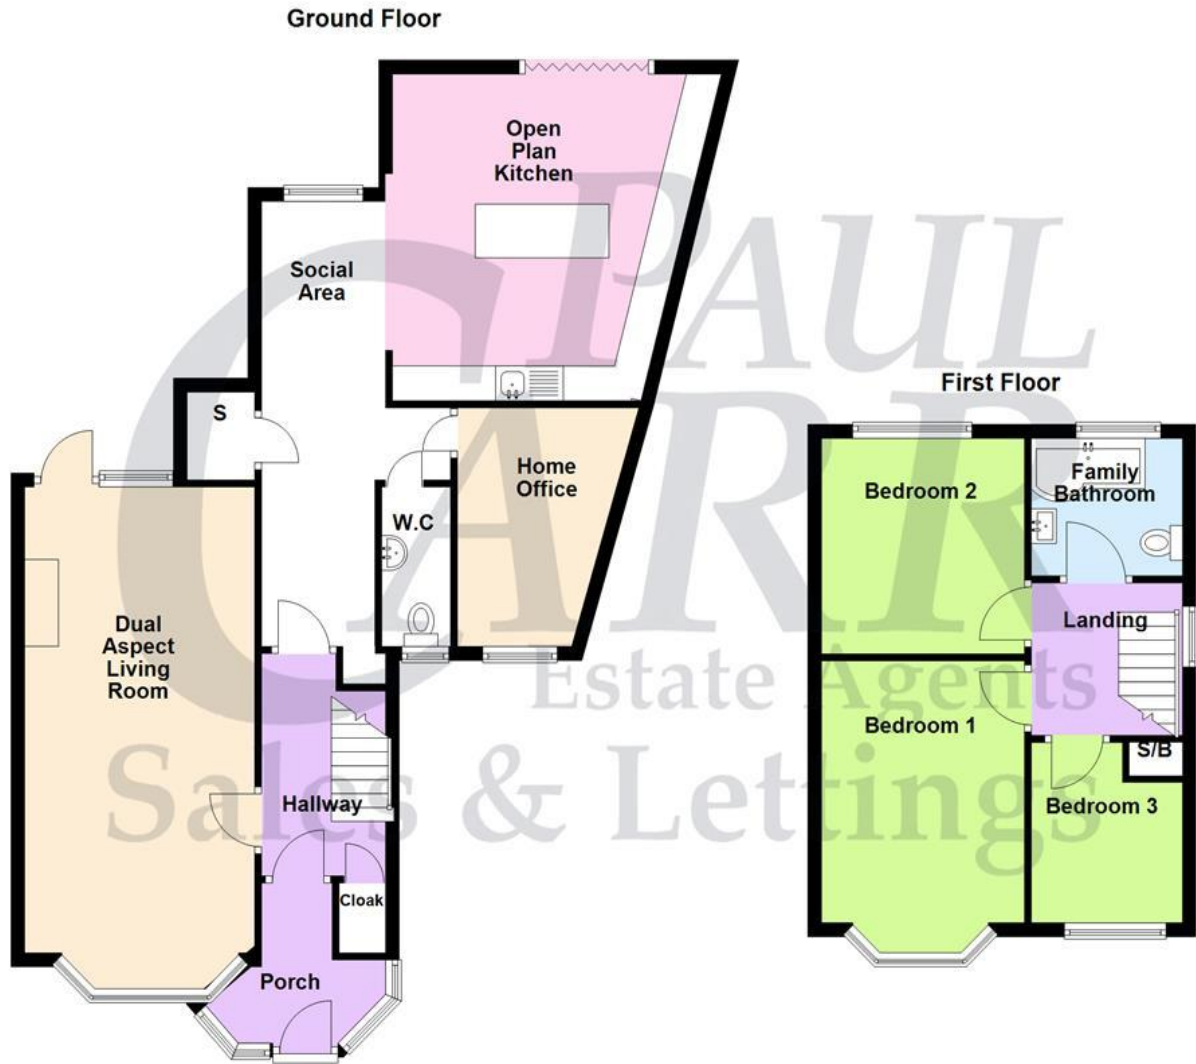 Ground Floor
Open
Plan
Kitchen
Social
Area
S
Home
Office
W.C
Dual
Aspect
Living
Room
Hallway
Cloak
Porch
First Floor
Bedroom 2
Family
Bathroom
Landing
Bedroom 1
S/B
Bedroom 3
PAUL
CARR
Estate Agents
Sales & Lettings